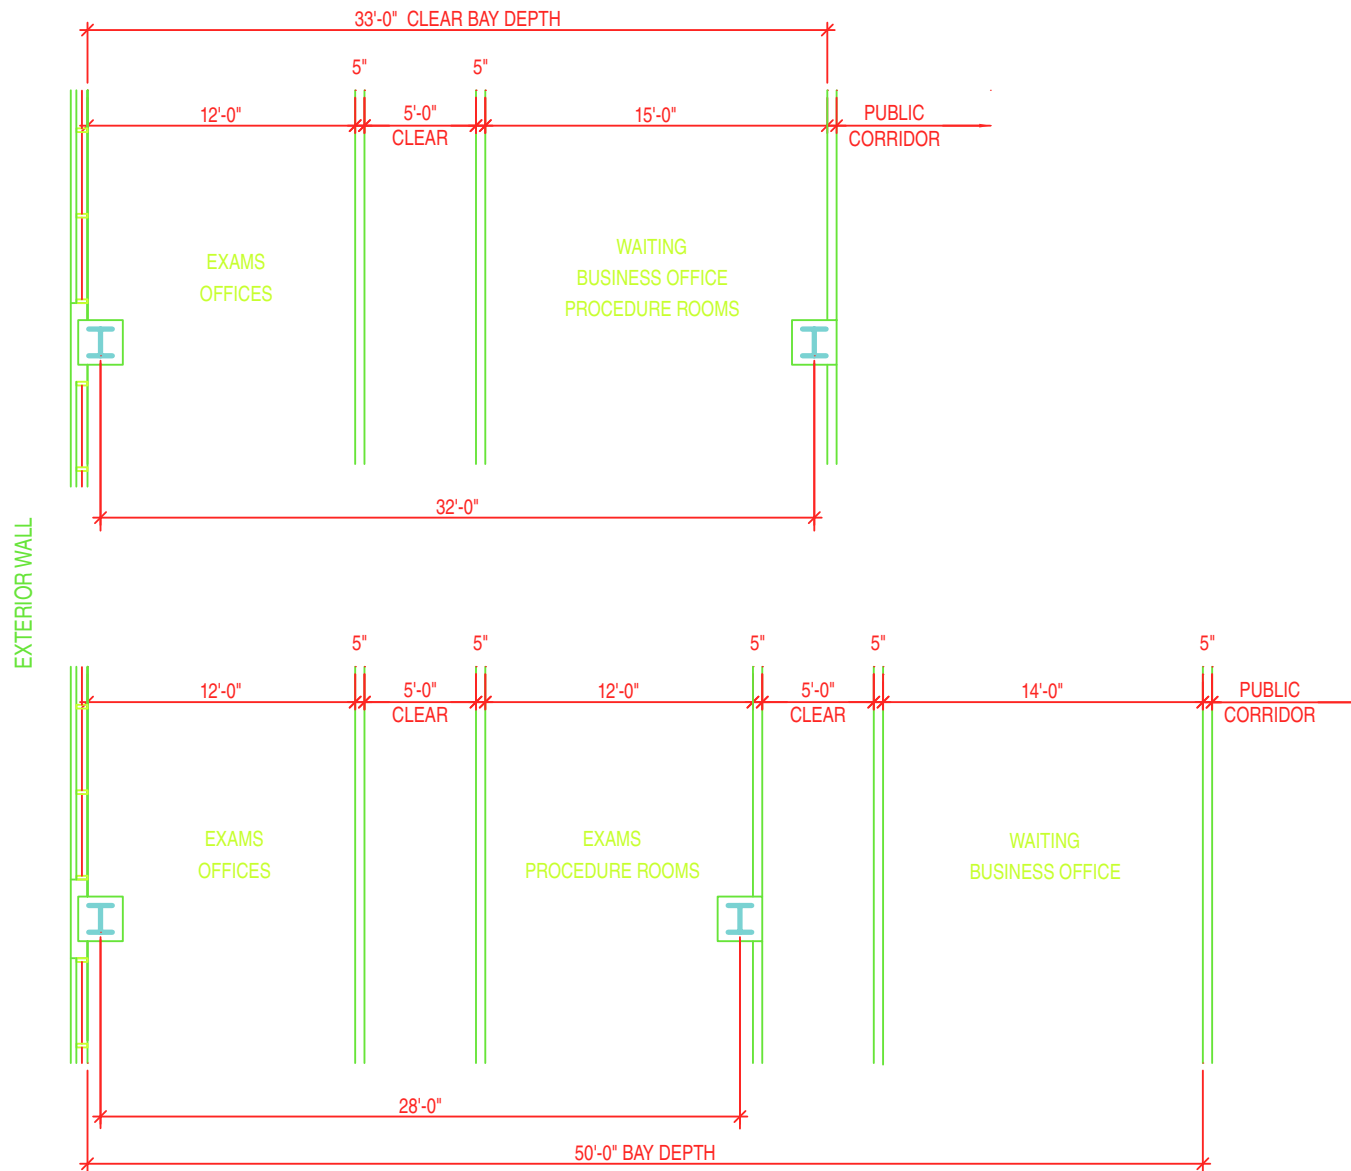 33'-0" CLEAR BAY DEPTH
5" 5"
12'-0" 5'-0" 15'-0" PUBLIC
CLEAR CORRIDOR
EXAMS
OFFICES
WAITING
BUSINESS OFFICE
PROCEDURE ROOMS
32'-0"
EXTERIOR WALL
5" 5" 5" 5" 5"
12'-0" 5'-0" 12'-0" 5'-0" 14'-0" PUBLIC
CLEAR CLEAR CORRIDOR
EXAMS
OFFICES
EXAMS
PROCEDURE ROOMS
WAITING
BUSINESS OFFICE
28'-0"
50'-0" BAY DEPTH